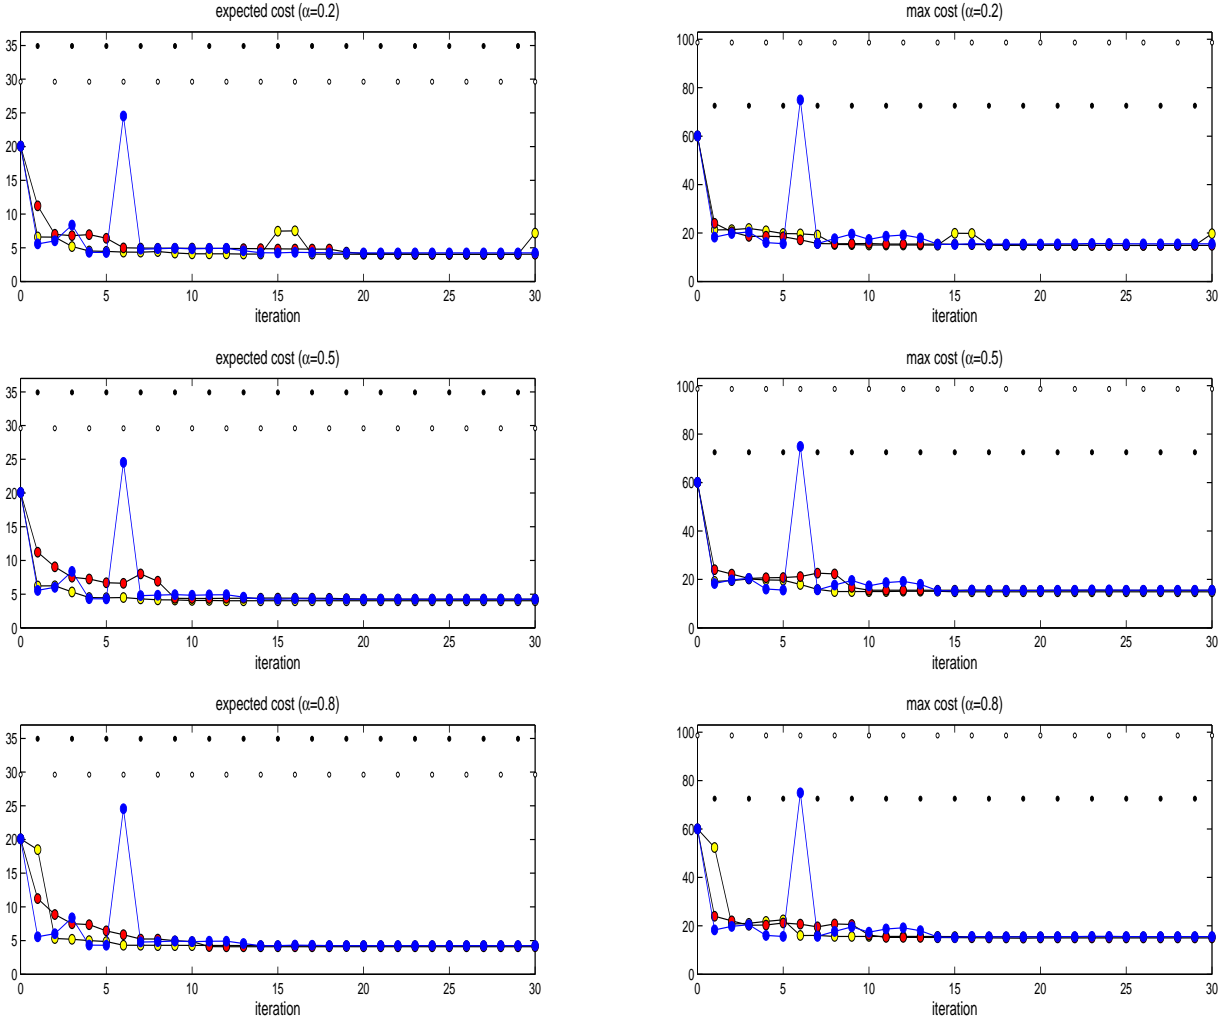 expected cost (α=0.2)
35
30
25
20
15
10
5
0
0 5 10 15 20 25 30
iteration
max cost (α=0.2)
100
80
60
40
20
0
0 5 10 15 20 25 30
iteration
expected cost (α=0.5)
35
30
25
20
15
10
5
0
0 5 10 15 20 25 30
iteration
max cost (α=0.5)
100
80
60
40
20
0
0 5 10 15 20 25 30
iteration
expected cost (α=0.8)
35
30
25
20
15
10
5
0
0 5 10 15 20 25 30
iteration
max cost (α=0.8)
100
80
60
40
20
0
0 5 10 15 20 25 30
iteration